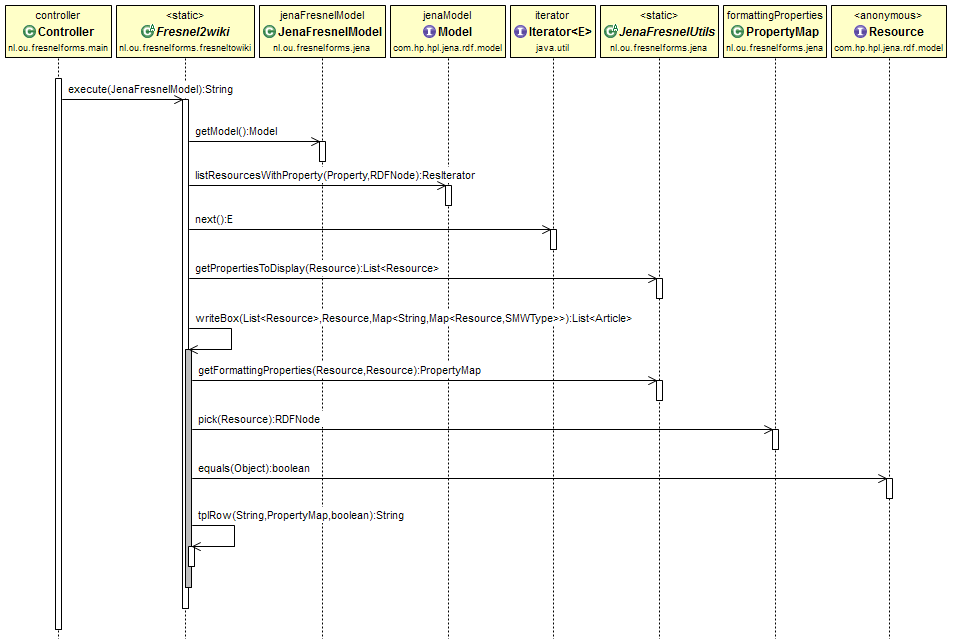 controller
Controller
nl.ou.fresnelforms.main
<static>
Fresnel2wiki
nl.ou.fresnelforms.fresneltowiki
jenaFresnelModel
JenaFresnelModel
nl.ou.fresnelforms.jena
jenaModel
Model
com.hp.hpl.jena.rdf.model
iterator
Iterator<E>
java.util
<static>
JenaFresnelUtils
nl.ou.fresnelforms.jena
formattingProperties
PropertyMap
nl.ou.fresnelforms.jena
<anonymous>
Resource
com.hp.hpl.jena.rdf.model
execute(JenaFresnelModel):String
getModel():Model
listResourcesWithProperty(Property,RDFNode):ResIterator
next():E
getPropertiesToDisplay(Resource):List<Resource>
writeBox(List<Resource>,Resource,Map<String,Map<Resource,SMWType>>):List<Article>
getFormattingProperties(Resource,Resource):PropertyMap
pick(Resource):RDFNode
equals(Object):boolean
tplRow(String,PropertyMap,boolean):String